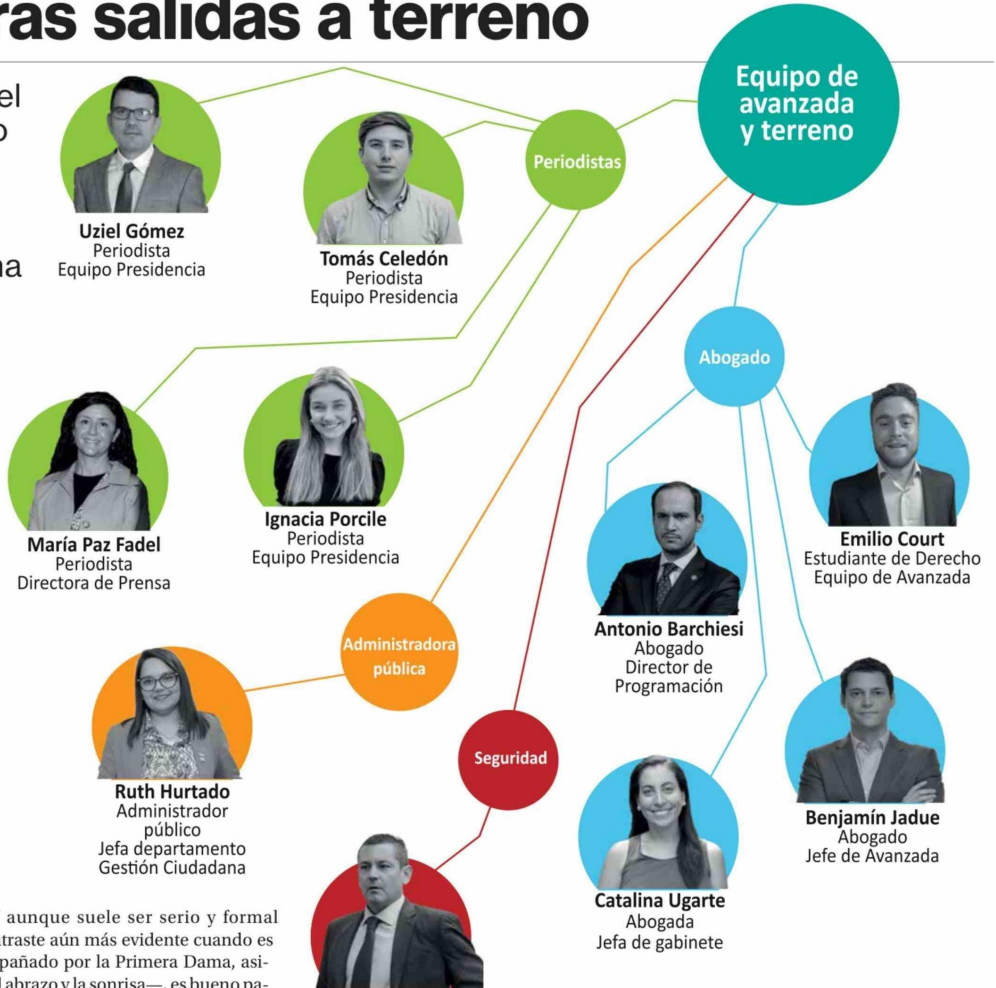 ras salidas a terreno
el
o
na
Equipo de
avanzada
y terreno
Periodistas
Uziel Gómez
Periodista
Equipo Presidencia
Tomás Celedón
Periodista
Equipo Presidencia
María Paz Fadel
Periodista
Directora de Prensa
Ignacia Porcile
Periodista
Equipo Presidencia
Abogado
Emilio Court
Estudiante de Derecho
Equipo de Avanzada
Antonio Barchiesi
Abogado
Director de
Programación
Benjamín Jadue
Abogado
Jefe de Avanzada
Catalina Ugarte
Abogada
Jefa de gabinete
Administradora
pública
Ruth Hurtado
Administrador
público
Jefa departamento
Gestión Ciudadana
Seguridad
aunque suele ser serio y formal
traste aún más evidente cuando es
pañado por la Primera Dama, asi-
l abrazo y la sonrisa—, es bueno pa-